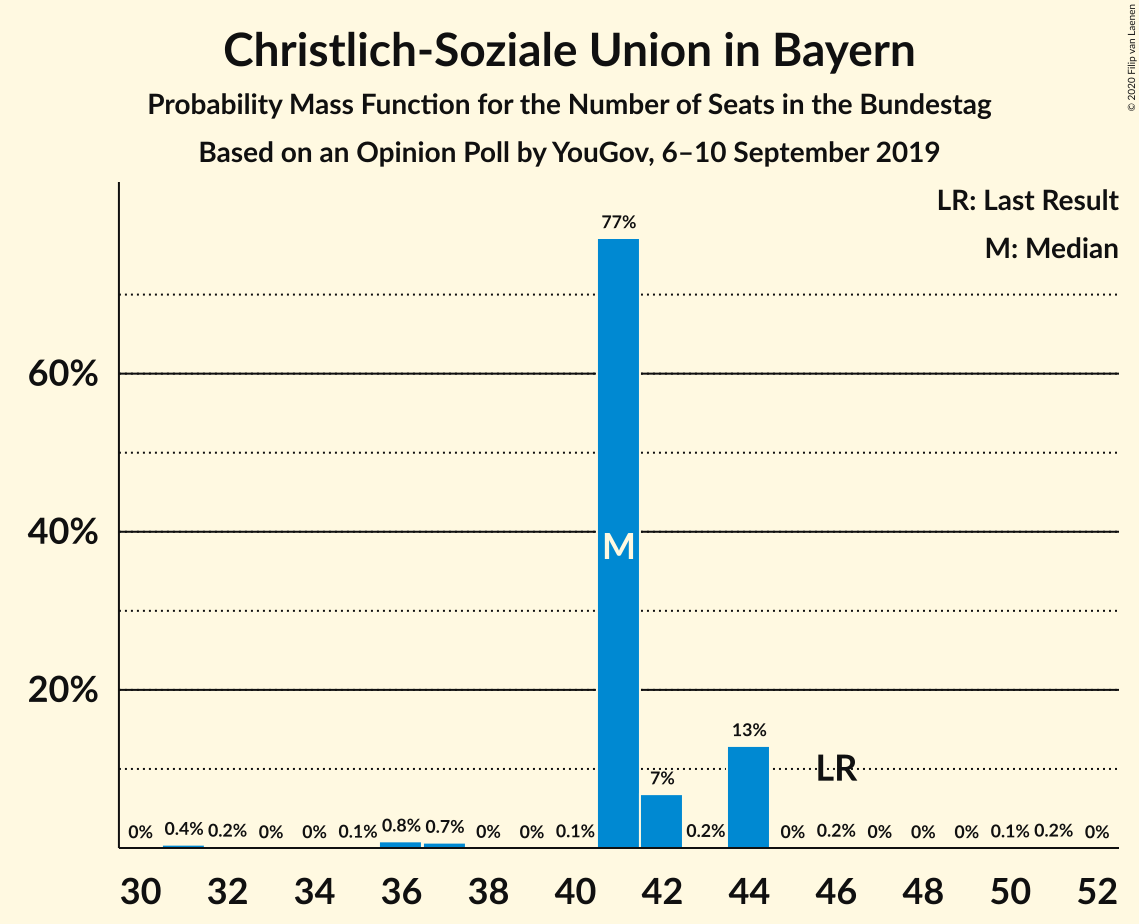 Christlich-Soziale Union in Bayern
Probability Mass Function for the Number of Seats in the Bundestag
Based on an Opinion Poll by YouGov, 6–10 September 2019
© 2020 Filip van Laenen
LR: Last Result
M: Median
77%
60%
40%
M
20%
13%
LR
7%
0% 0.4% 0.2% 0% 0% 0.1% 0.8% 0.7% 0% 0% 0.1% 0.2% 0% 0.2% 0% 0% 0% 0.1% 0.2% 0%
30 32 34 36 38 40 42 44 46 48 50 52